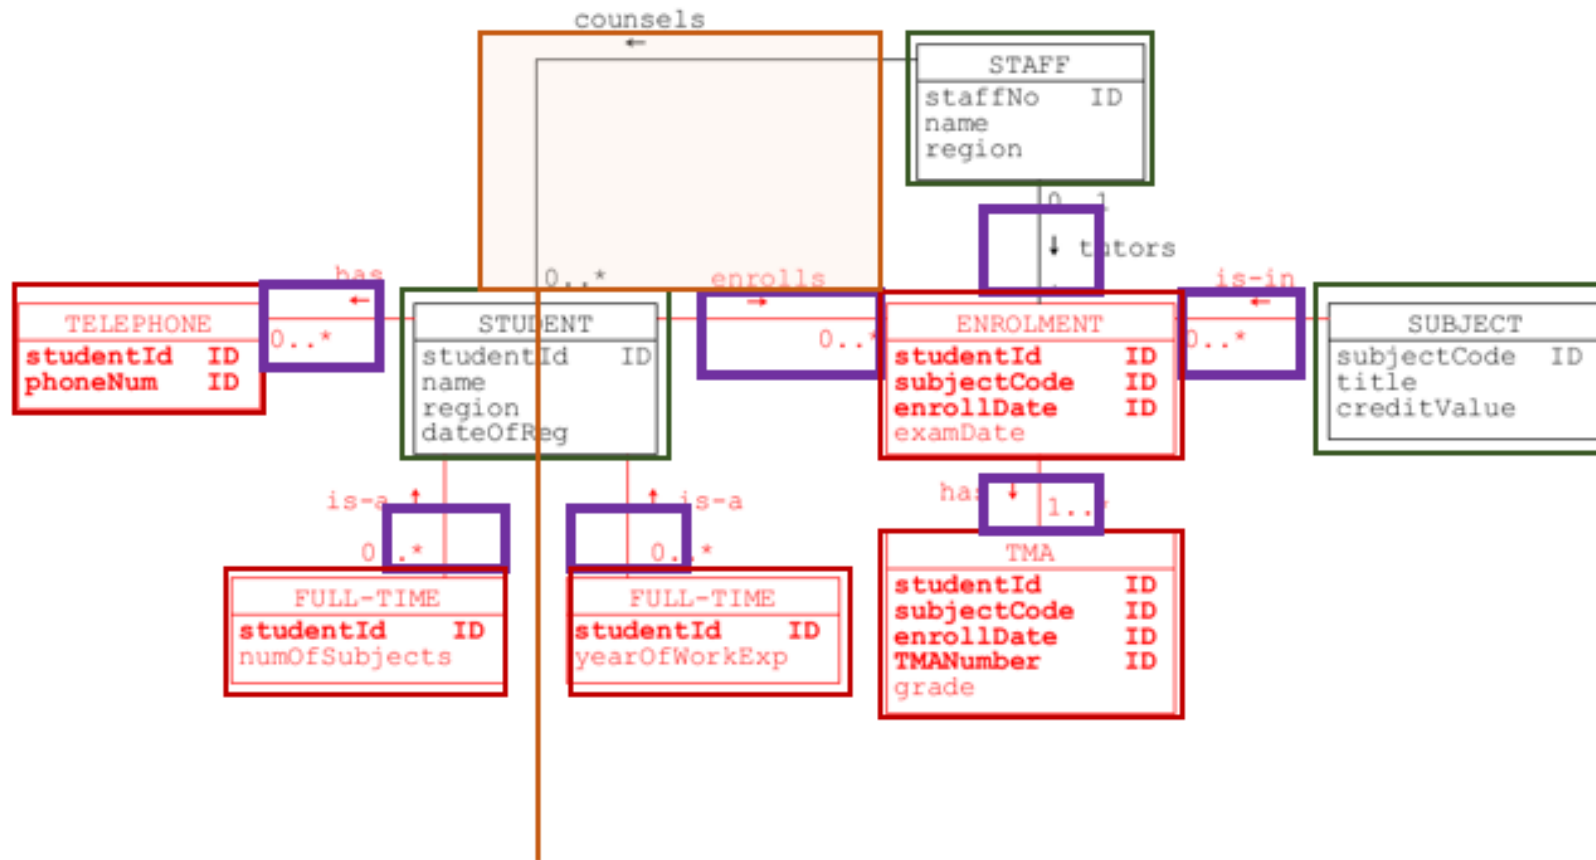 counsels
←
STAFF
staffNo ID
name
region
0..1
↓ tutors
has
←
0..*
0..*
enrolls
→
0..*
is-in
←
0..*
TELEPHONE
studentId ID
phoneNum ID
STUDENT
studentId ID
name
region
dateOfReg
ENROLMENT
studentId ID
subjectCode ID
enrollDate ID
examDate
SUBJECT
subjectCode ID
title
creditValue
is-a ↑
0..*
↑ is-a
0..*
has ↓
1..*
FULL-TIME
studentId ID
numOfSubjects
FULL-TIME
studentId ID
yearOfWorkExp
TMA
studentId ID
subjectCode ID
enrollDate ID
TMANumber ID
grade